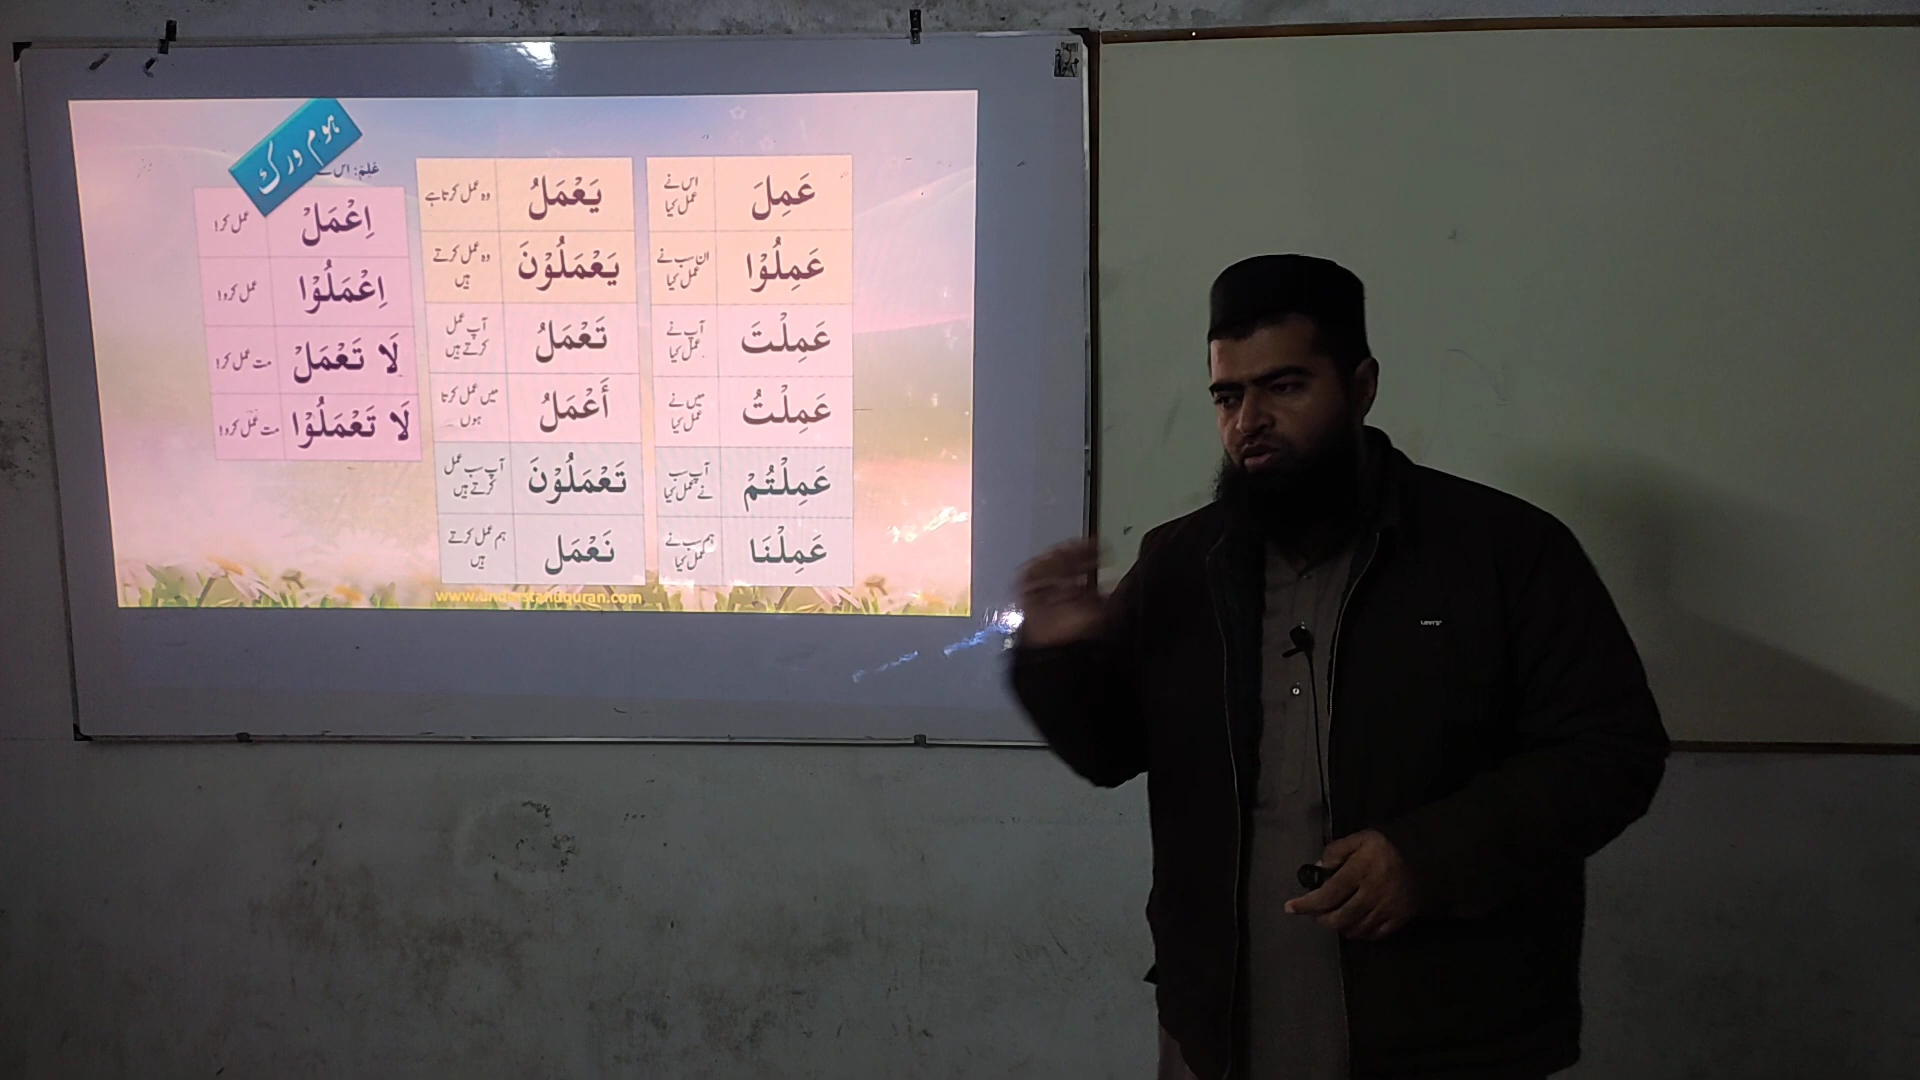 ہوم ورک
عَلِمَ: اس نے
عَمِلَ
اس نے
عمل کیا
عَمِلُوْا
ان سب نے
عمل کیا
عَمِلْتَ
آپ نے
عمل کیا
عَمِلْتُ
میں نے
عمل کیا
عَمِلْتُمْ
آپ سب
نے عمل کیا
عَمِلْنَا
ہم سب نے
عمل کیا
يَعْمَلُ
وہ عمل کرتا ہے
يَعْمَلُوْنَ
وہ عمل کرتے
ہیں
تَعْمَلُ
آپ عمل
کرتے ہیں
أَعْمَلُ
میں عمل کرتا
ہوں
تَعْمَلُوْنَ
آپ سب عمل
کرتے ہیں
نَعْمَل
ہم عمل کرتے
ہیں
اِعْمَلْ
عمل کر!
اِعْمَلُوْا
عمل کرو!
لَا تَعْمَلْ
مت عمل کر!
لَا تَعْمَلُوْا
مت عمل کرو!
www.understandquran.com
Levi's